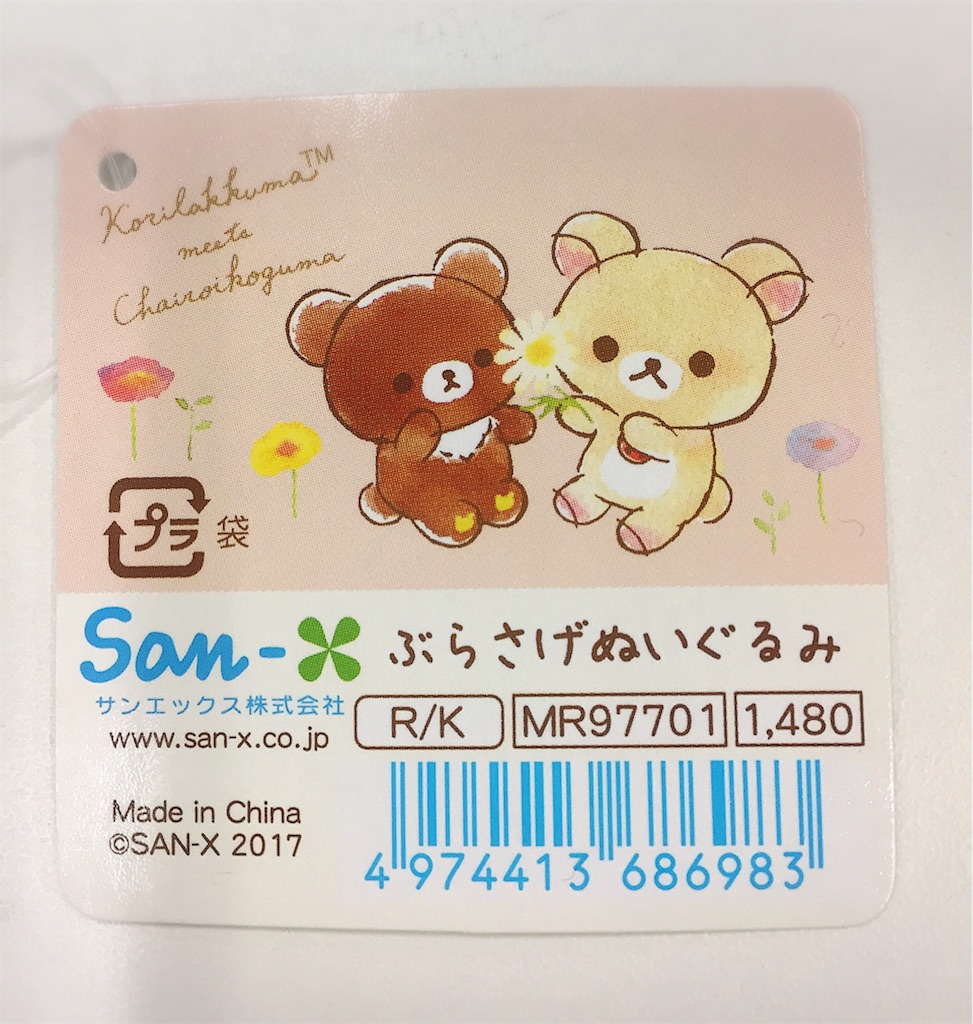 Korilakkuma™
meets
Chairoikoguma
プラ 袋
San-X ぶらさげぬいぐるみ
サンエックス株式会社
www.san-x.co.jp
R/K MR97701 1,480
Made in China
©SAN-X 2017
4 974413 686983